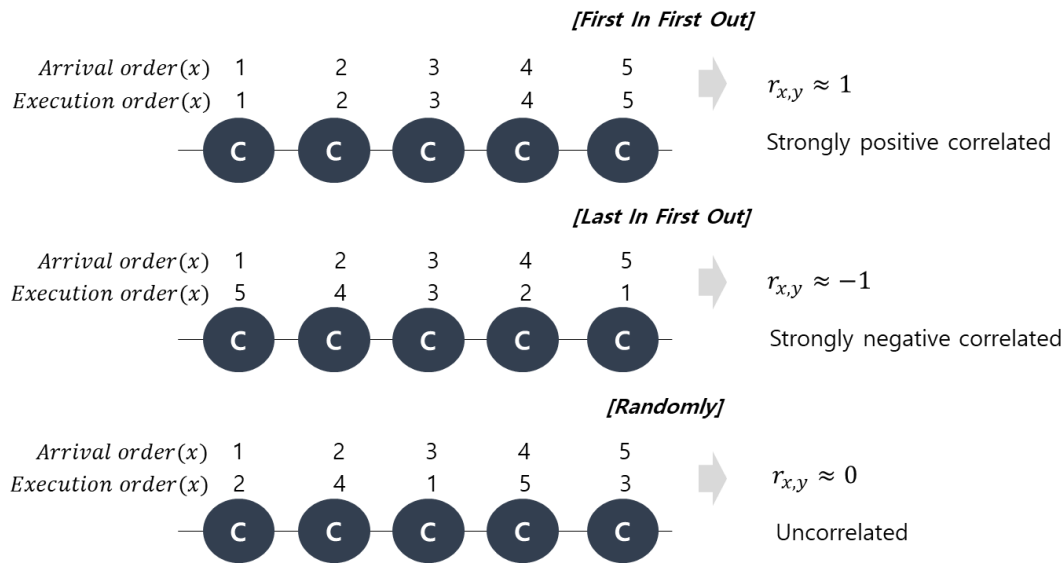 [First In First Out]
Arrival order(x) 1 2 3 4 5
Execution order(x) 1 2 3 4 5
r_{x,y} ≈ 1
C C C C C
Strongly positive correlated
[Last In First Out]
Arrival order(x) 1 2 3 4 5
Execution order(x) 5 4 3 2 1
r_{x,y} ≈ −1
C C C C C
Strongly negative correlated
[Randomly]
Arrival order(x) 1 2 3 4 5
Execution order(x) 2 4 1 5 3
r_{x,y} ≈ 0
C C C C C
Uncorrelated